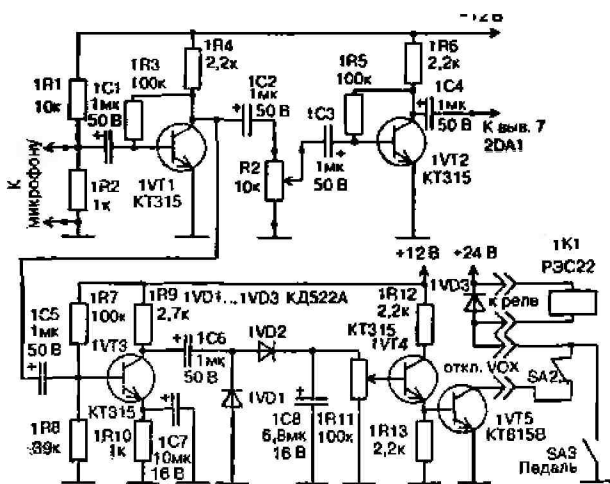 -12 В
1R1
10к
1C1
1мк
50 В
1R3
100к
1R4
2,2к
1C2
1мк
50 В
1R5
100к
1R6
2,2к
1C4
1мк
50 В
К выв. 7
2DA1
1C3
1мк
50 В
R2
10к
К
микрофону
1R2
1к
1VT1
КТ315
1VT2
КТ315
+12 В
+24 В
1К1
РЭС22
1C5
1мк
50 В
1R7
100к
1R9
2,7к
1VD1...1VD3 КД522А
1R12
2,2к
1VD3
к реле
1VT3
КТ315
1C6
1мк
50 В
1VD2
КТ315
1VT4
откл. VOX
SA2
1VD1
1R8
39к
1R10
1к
1C7
10мк
16 В
1C8
6,8мк
16 В
1R11
100к
1R13
2,2к
1VT5
КТ815В
SA3
Педаль